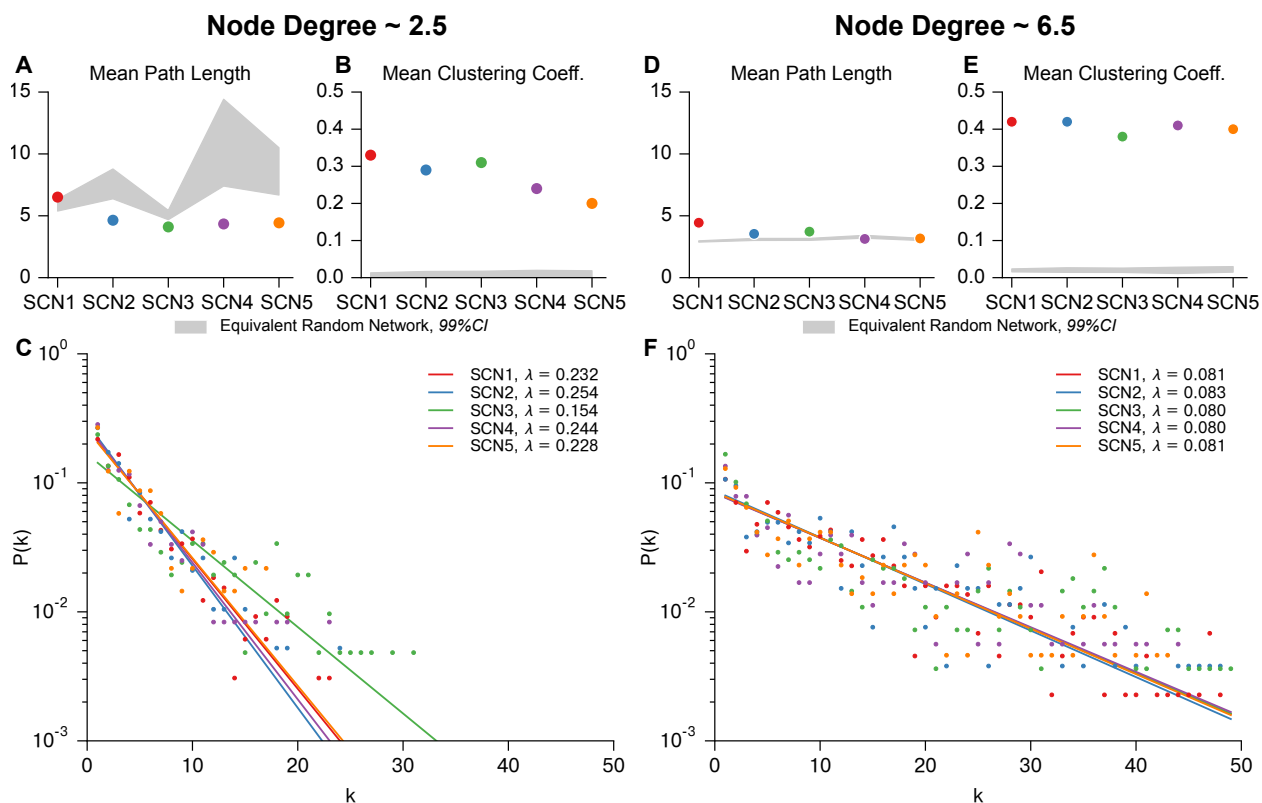 Node Degree ~ 2.5
Node Degree ~ 6.5
A
Mean Path Length
15
10
5
0
SCN1 SCN2 SCN3 SCN4 SCN5
B
Mean Clustering Coeff.
0.5
0.4
0.3
0.2
0.1
0.0
SCN1 SCN2 SCN3 SCN4 SCN5
Equivalent Random Network, 99%CI
D
Mean Path Length
15
10
5
0
SCN1 SCN2 SCN3 SCN4 SCN5
E
Mean Clustering Coeff.
0.5
0.4
0.3
0.2
0.1
0.0
SCN1 SCN2 SCN3 SCN4 SCN5
Equivalent Random Network, 99%CI
C
10⁰
10⁻¹
10⁻²
10⁻³
P(k)
SCN1, λ = 0.232
SCN2, λ = 0.254
SCN3, λ = 0.154
SCN4, λ = 0.244
SCN5, λ = 0.228
0 10 20 30 40 50
k
F
10⁰
10⁻¹
10⁻²
10⁻³
P(k)
SCN1, λ = 0.081
SCN2, λ = 0.083
SCN3, λ = 0.080
SCN4, λ = 0.080
SCN5, λ = 0.081
0 10 20 30 40 50
k